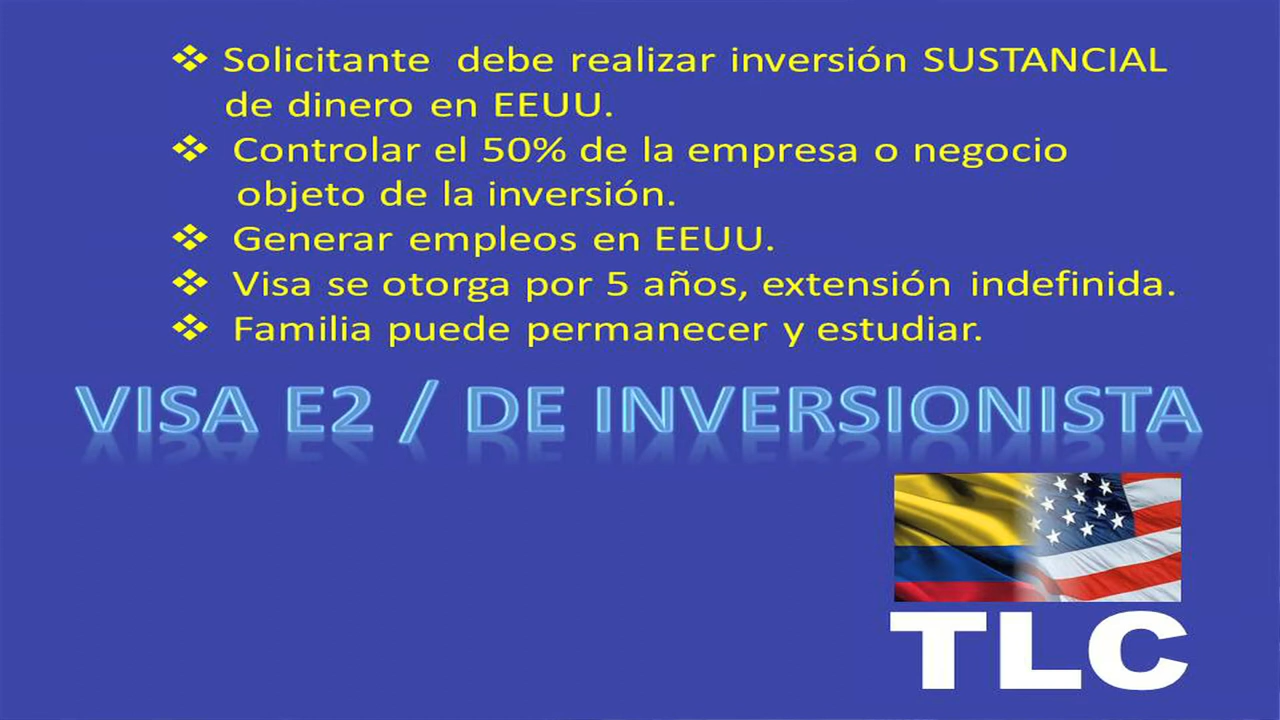 ❖ Solicitante debe realizar inversión SUSTANCIAL
de dinero en EEUU.
❖ Controlar el 50% de la empresa o negocio
objeto de la inversión.
❖ Generar empleos en EEUU.
❖ Visa se otorga por 5 años, extensión indefinida.
❖ Familia puede permanecer y estudiar.
VISA E2 / DE INVERSIONISTA
TLC